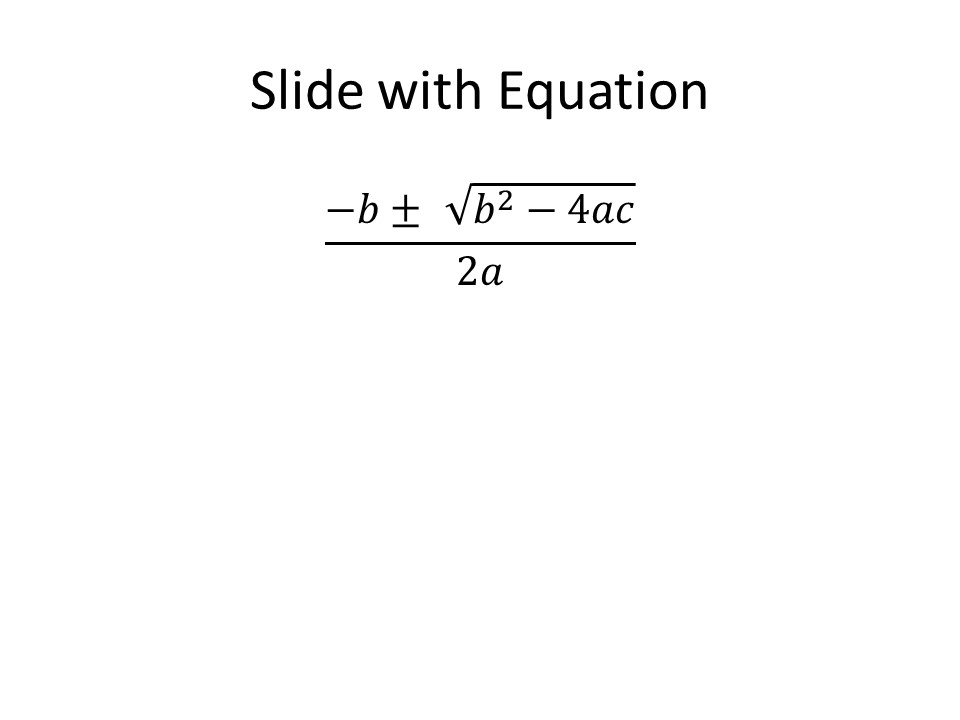 Slide with Equation
−b ± √(b² − 4ac)
2a